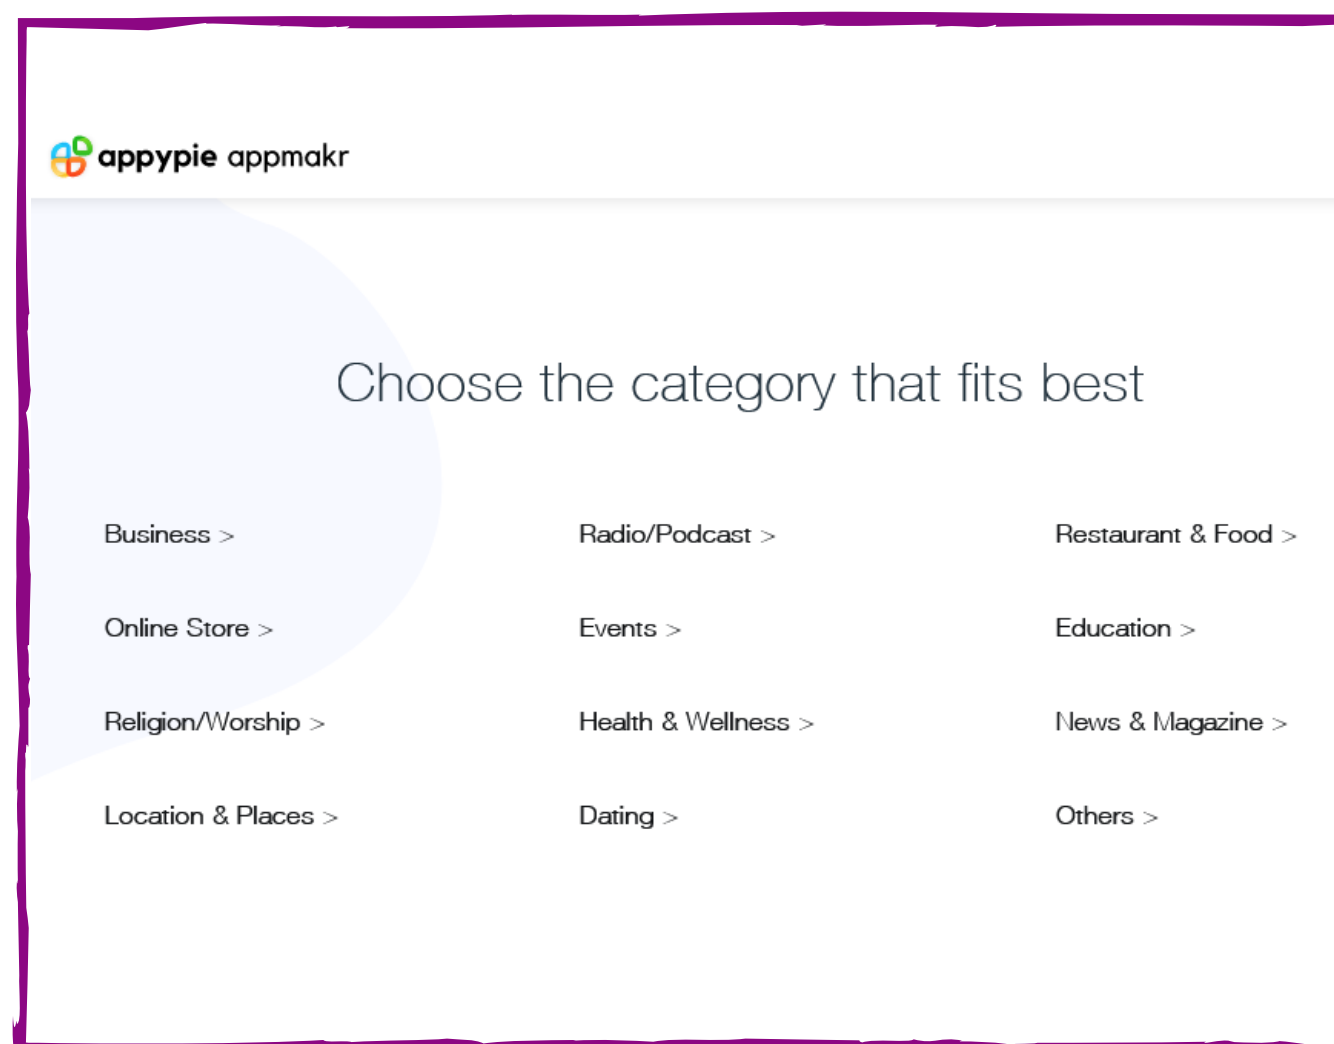 appypie appmakr
Choose the category that fits best
Business > Radio/Podcast > Restaurant & Food >
Online Store > Events > Education >
Religion/Worship > Health & Wellness > News & Magazine >
Location & Places > Dating > Others >